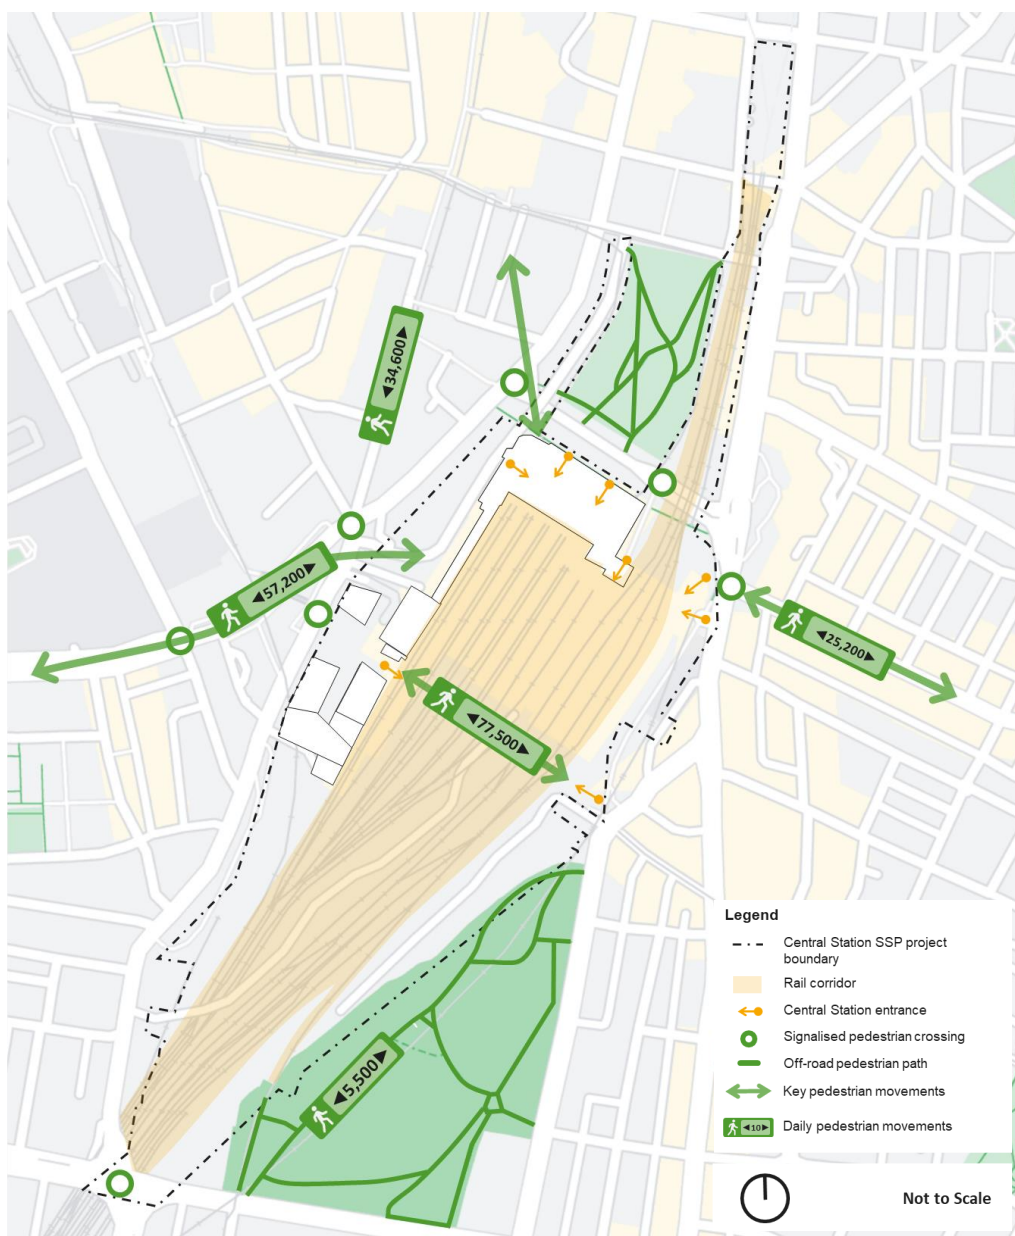 ◄34,600►
◄57,200►
◄25,200►
◄77,500►
◄5,500►
Legend
Central Station SSP project
boundary
Rail corridor
Central Station entrance
Signalised pedestrian crossing
Off-road pedestrian path
Key pedestrian movements
◄10► Daily pedestrian movements
Not to Scale